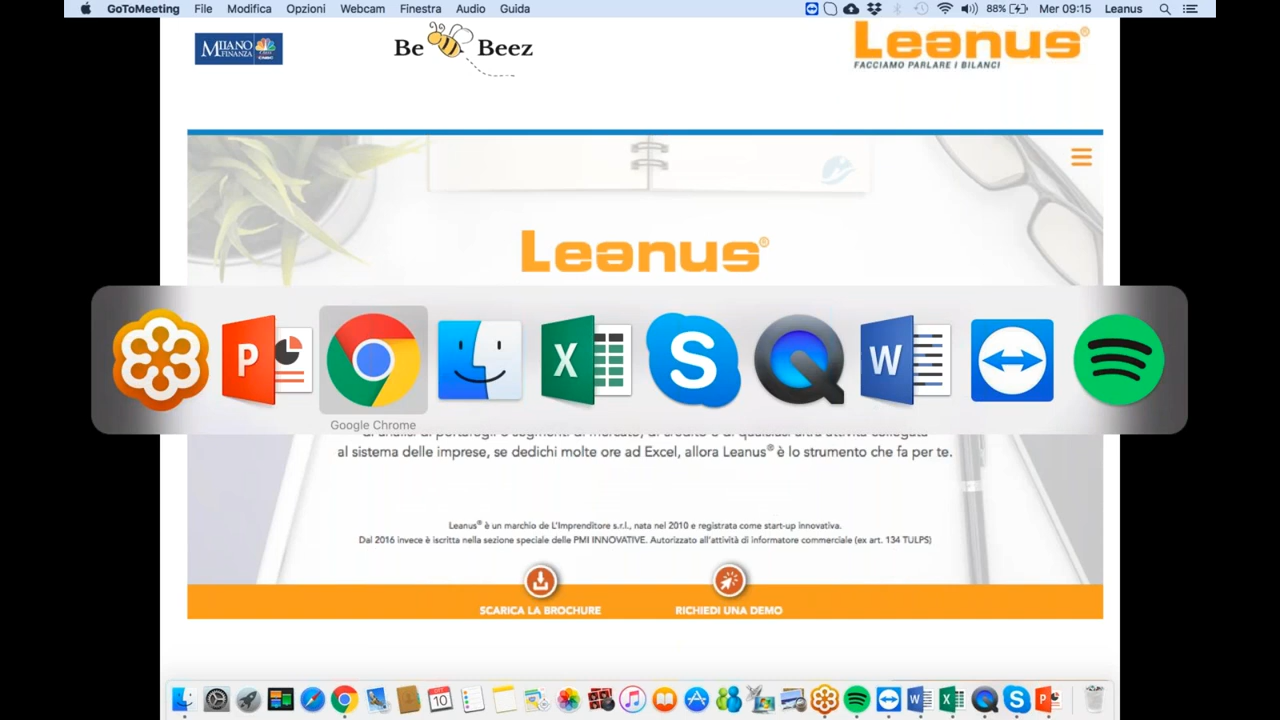 GoToMeeting File Modifica Opzioni Webcam Finestra Audio Guida 88% Mer 09:15 Leanus
MILANO FINANZA CLASS CNBC
Be Beez
Leanus®
FACCIAMO PARLARE I BILANCI
Leanus®
P
X
S
W
Google Chrome
al sistema delle imprese, se dedichi molte ore ad Excel, allora Leanus® è lo strumento che fa per te.
Leanus® è un marchio de L'Imprenditore s.r.l., nata nel 2010 e registrata come start-up innovativa.
Dal 2016 invece è iscritta nella sezione speciale delle PMI INNOVATIVE. Autorizzato all'attività di informatore commerciale (ex art. 134 TULPS)
SCARICA LA BROCHURE
RICHIEDI UNA DEMO
10